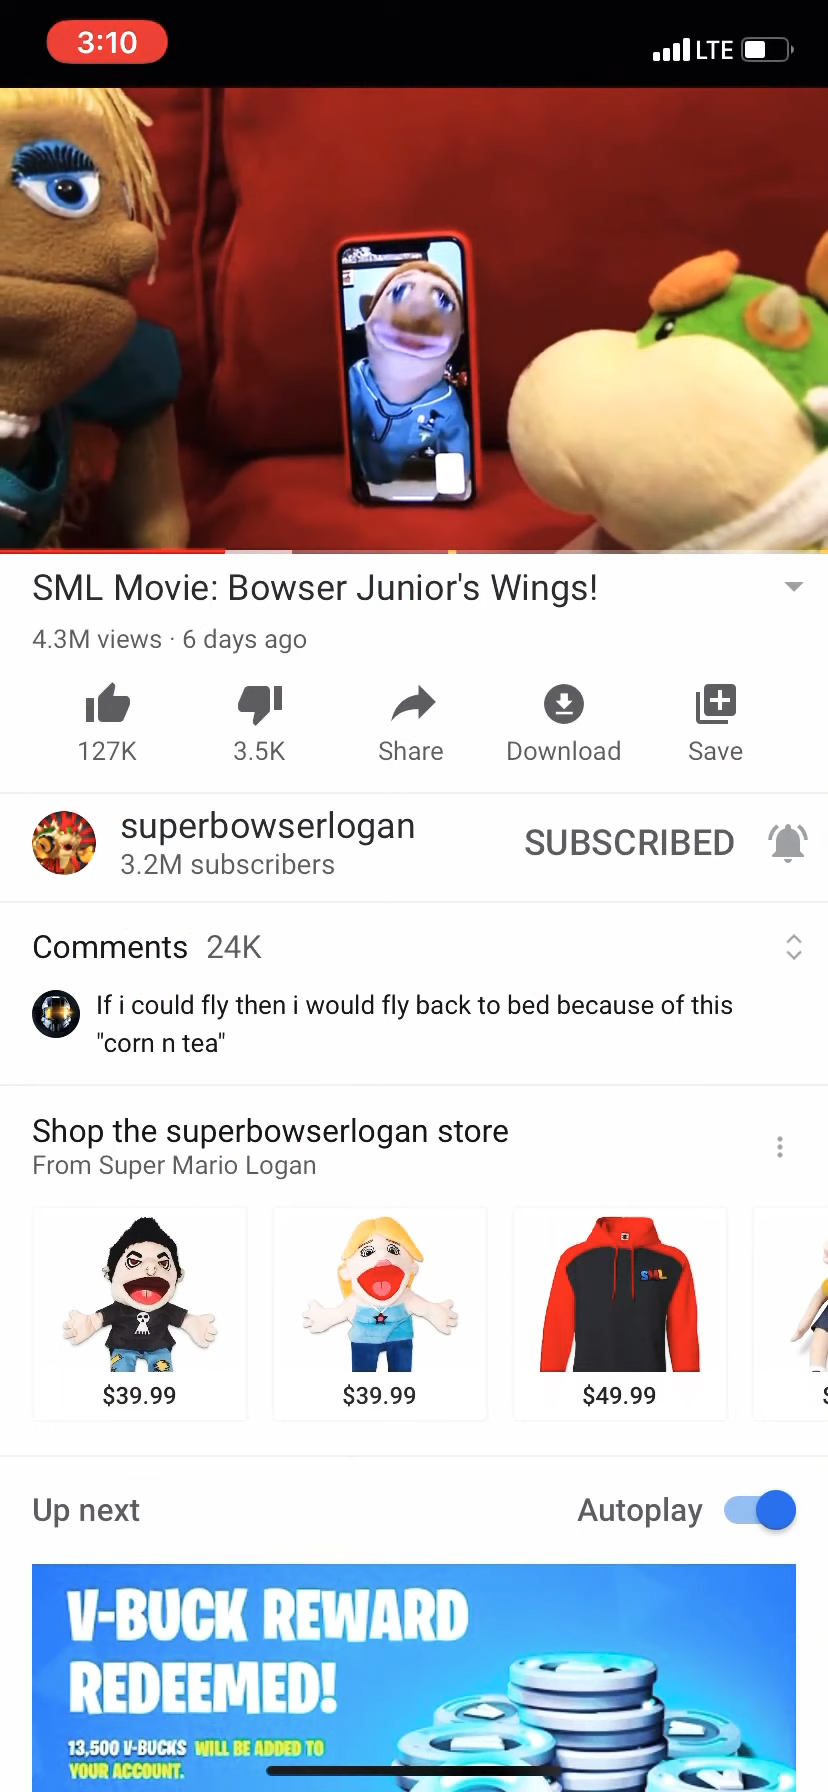 3:10
LTE
SML Movie: Bowser Junior's Wings!
4.3M views · 6 days ago
127K
3.5K
Share
Download
Save
superbowserlogan
3.2M subscribers
SUBSCRIBED
Comments 24K
If i could fly then i would fly back to bed because of this
"corn n tea"
Shop the superbowserlogan store
From Super Mario Logan
SML
$39.99
$39.99
$49.99
Up next
Autoplay
V-BUCK REWARD
REDEEMED!
13,500 V-BUCKS WILL BE ADDED TO
YOUR ACCOUNT.